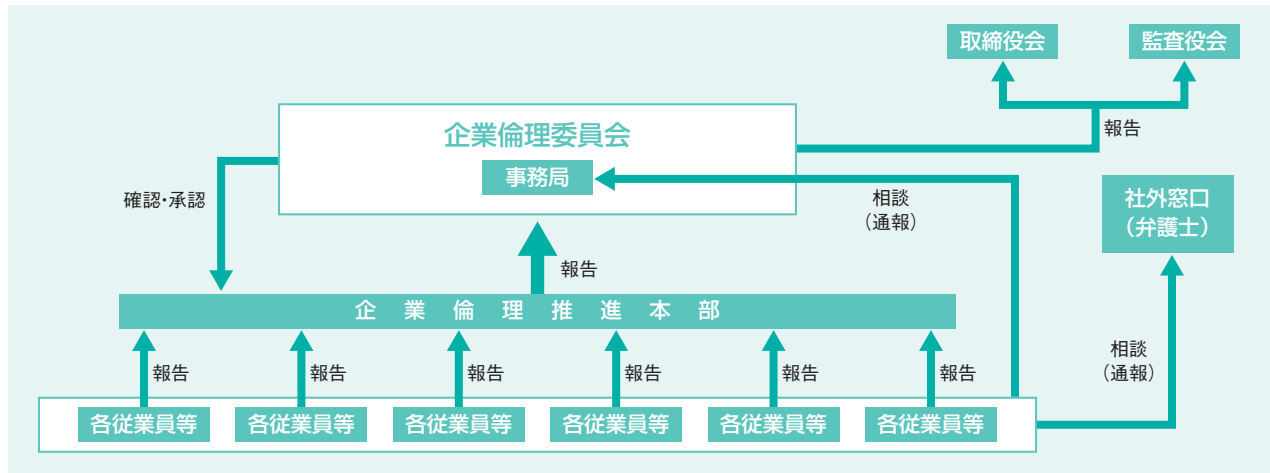 取締役会
監査役会
報告
企業倫理委員会
事務局
確認・承認
相談
（通報）
社外窓口
（弁護士）
報告
企業倫理推進本部
報告
報告
報告
報告
報告
報告
相談
（通報）
各従業員等
各従業員等
各従業員等
各従業員等
各従業員等
各従業員等